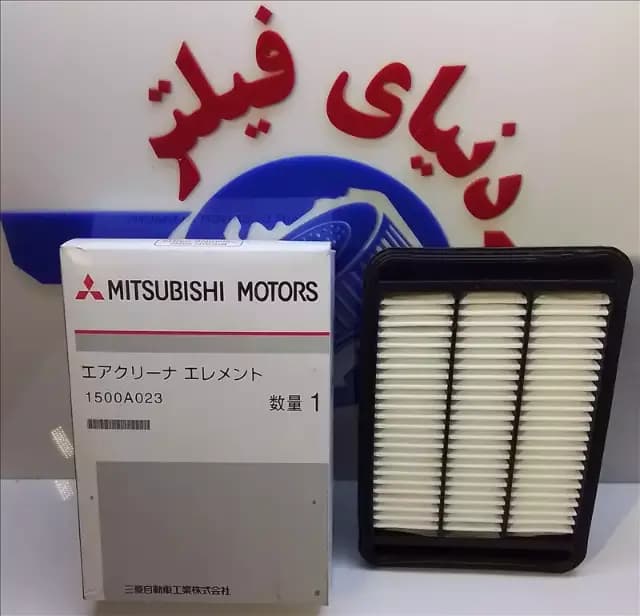 دنیای فیلتر
MITSUBISHI MOTORS
エアクリーナ エレメント
1500A023
数量 1
三菱自動車工業株式会社